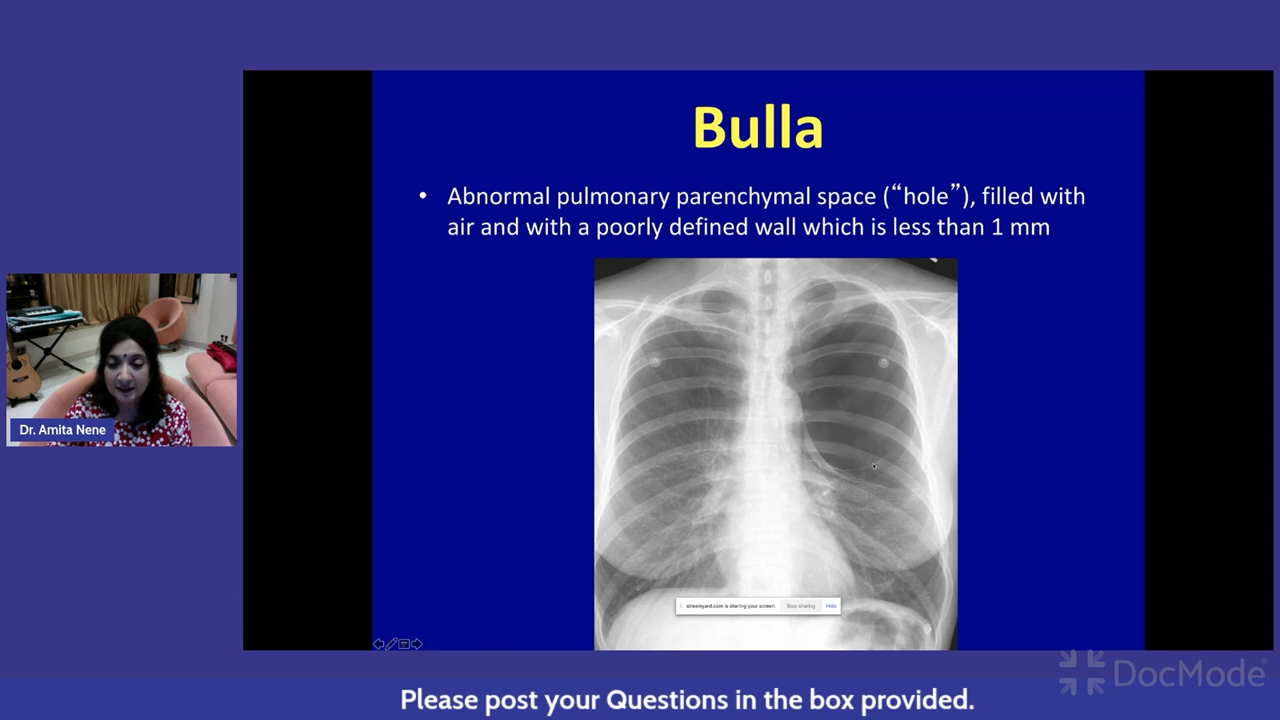 Bulla
• Abnormal pulmonary parenchymal space (“hole”), filled with
air and with a poorly defined wall which is less than 1 mm
Dr. Amita Nene
streamyard.com is sharing your screen. Stop sharing Hide
DocMode
Please post your Questions in the box provided.